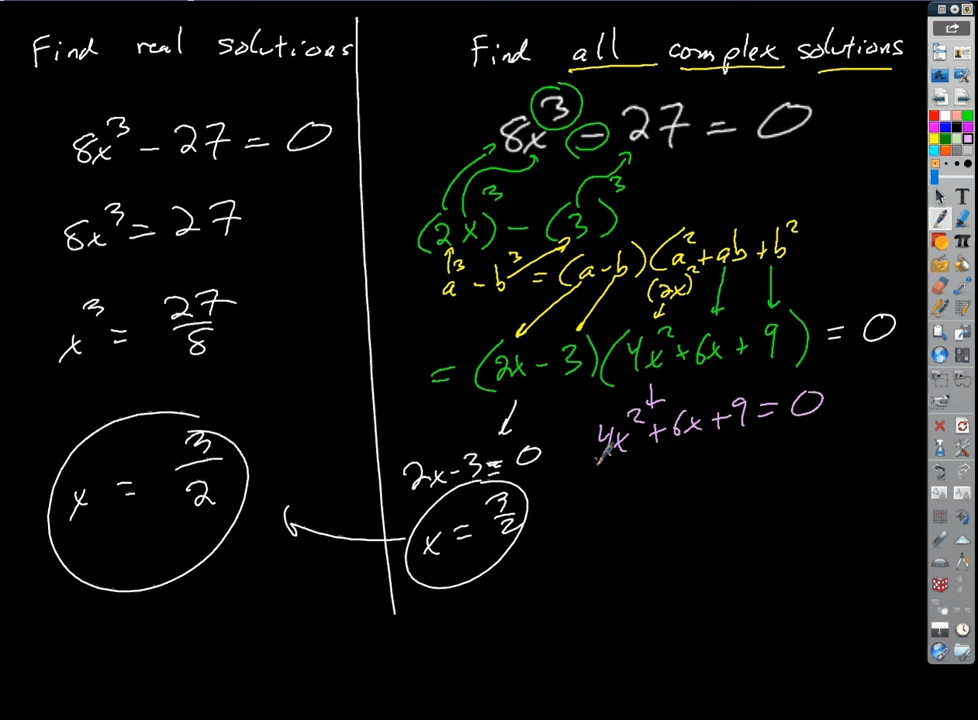 Find real solutions
8x³ - 27 = 0
8x³ = 27
x³ = 27/8
x = 3/2
Find all complex solutions
8x³ - 27 = 0
(2x)³ - (3)³
a³ - b³ = (a-b)(a²+ab+b²)
(2x)²
= (2x - 3)(4x²+6x+9) = 0
4x²+6x+9=0
2x-3=0
x = 3/2